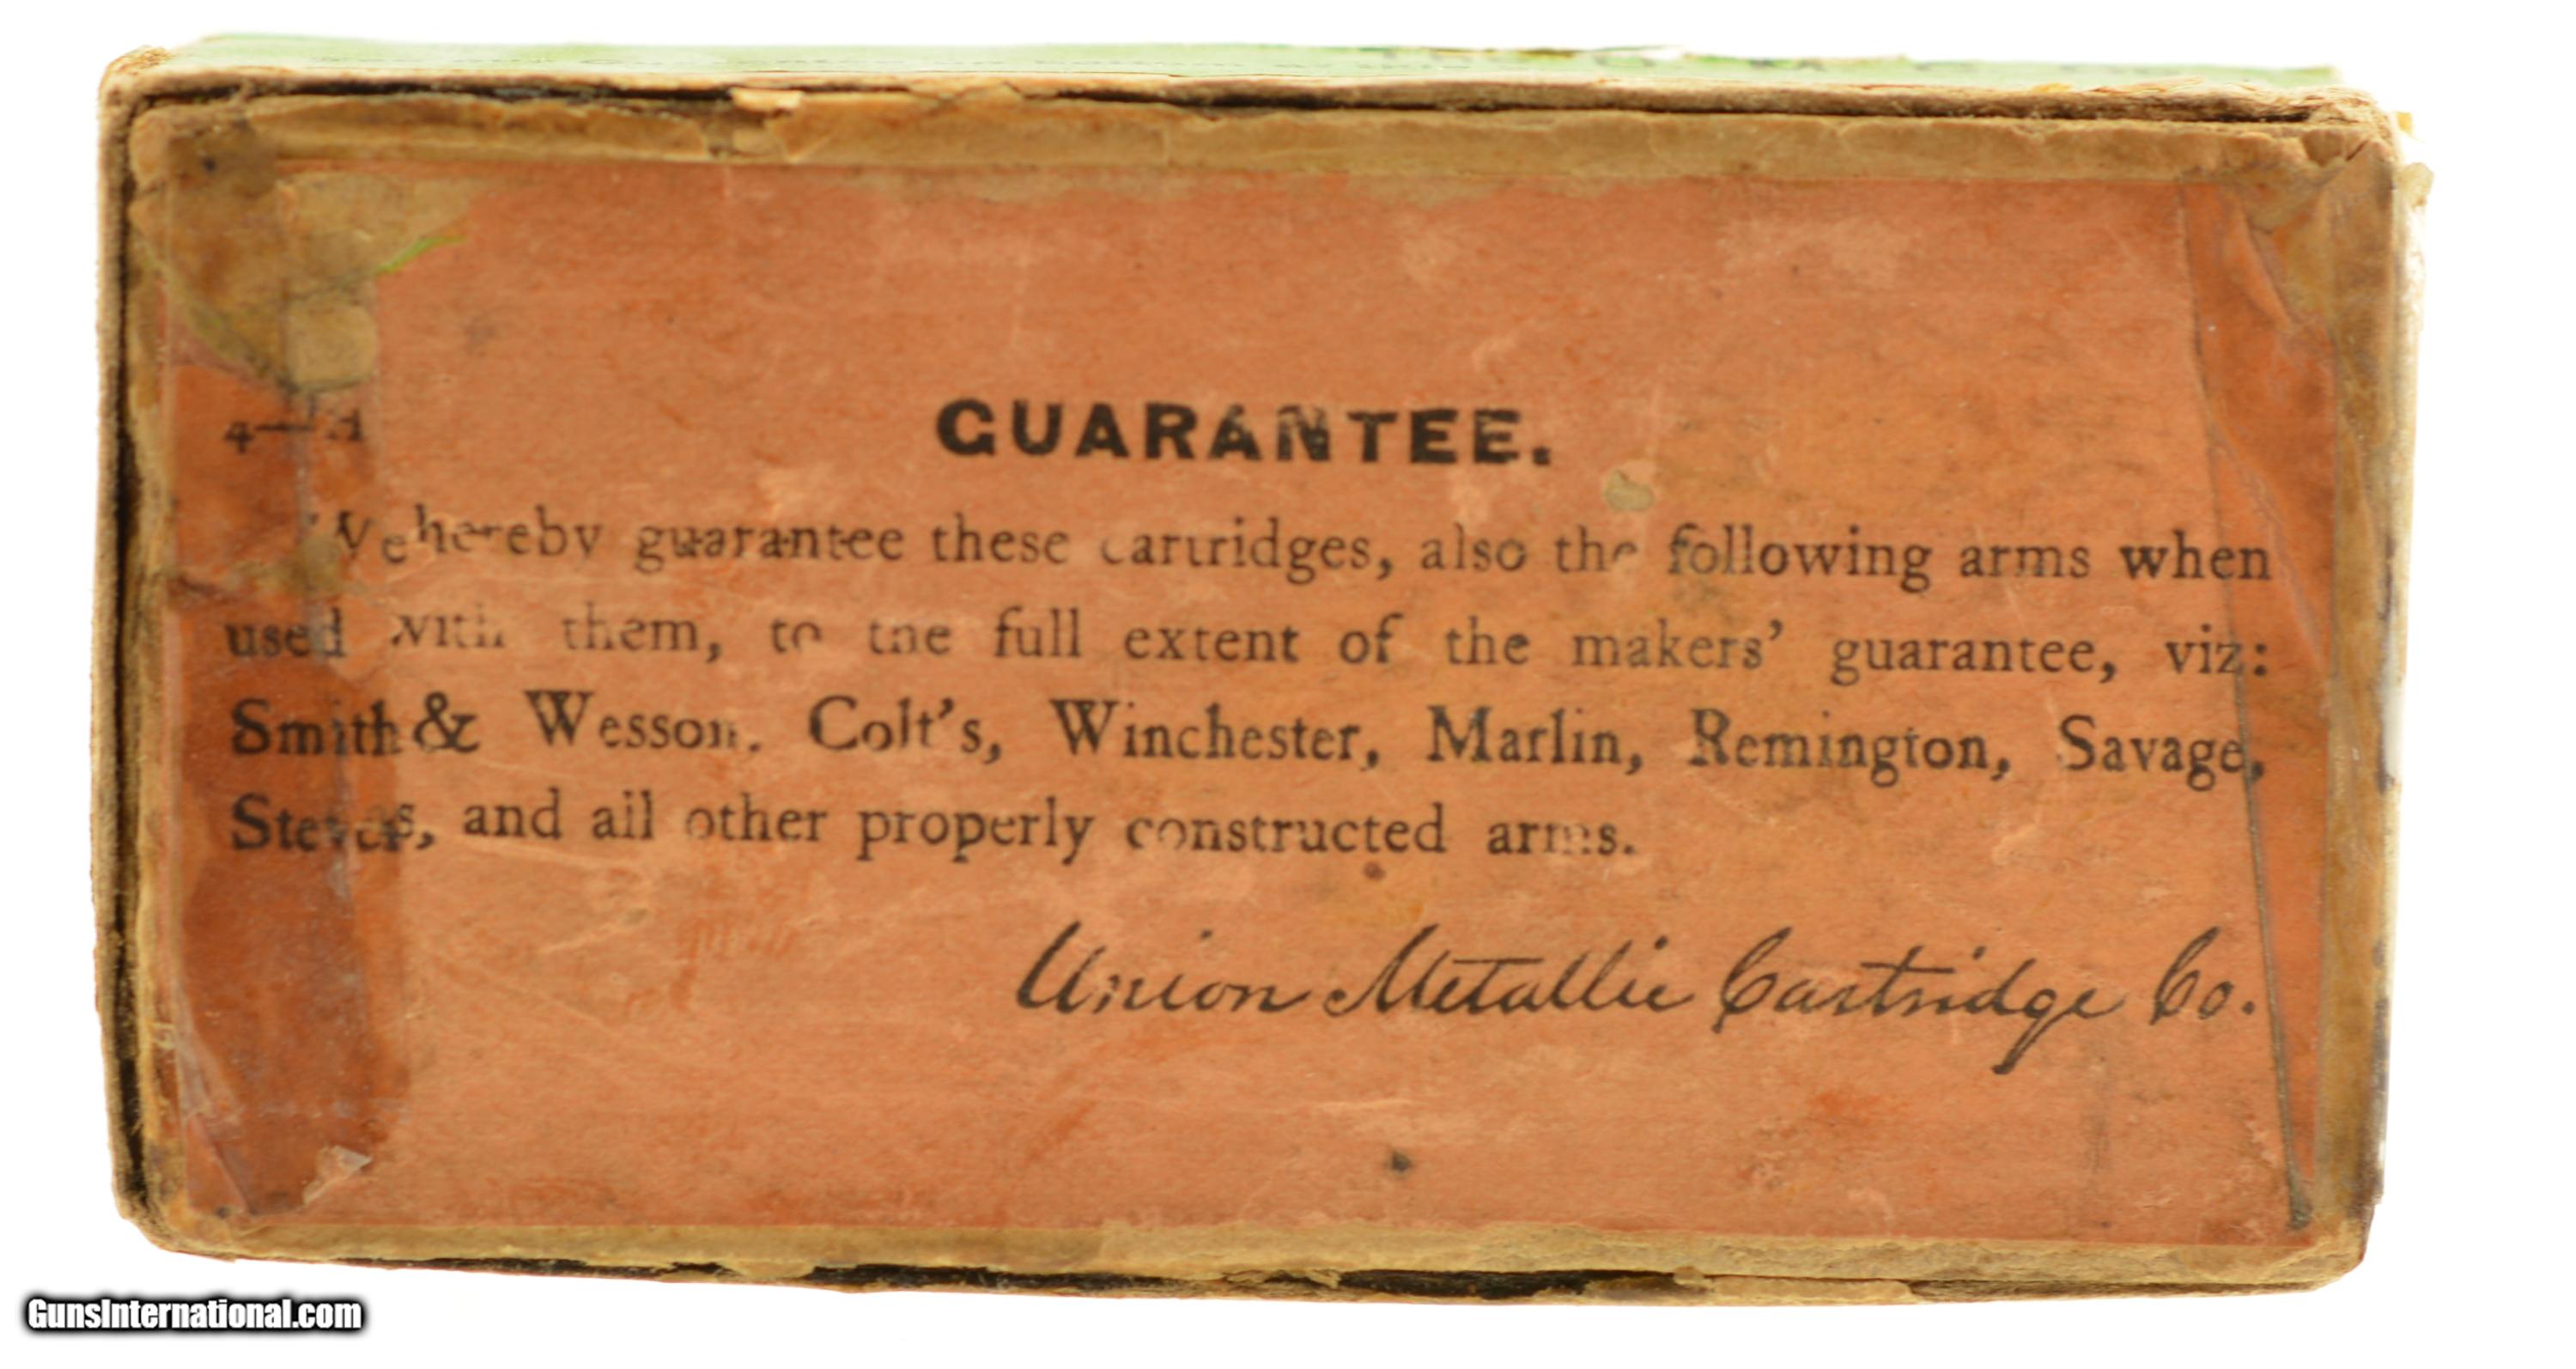 GUARANTEE.
We hereby guarantee these cartridges, also the following arms when
used with them, to the full extent of the makers' guarantee, viz:
Smith & Wesson, Colt's, Winchester, Marlin, Remington, Savage,
Stevens, and all other properly constructed arms.
Union Metallic Cartridge Co.
GunsInternational.com